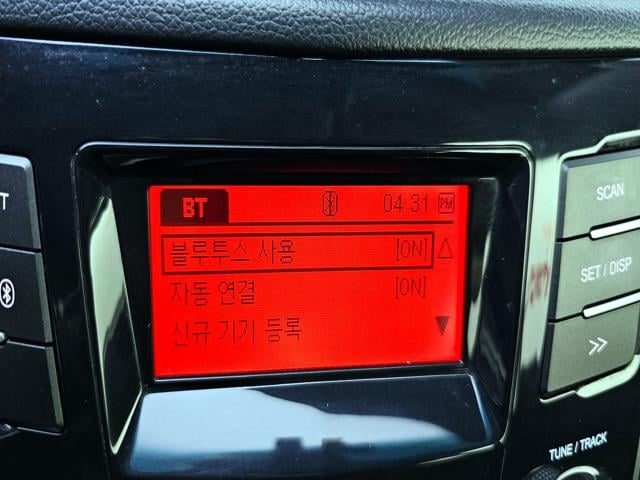 BT 04:31 PM
블루투스 사용 [ON]
자동 연결 [ON]
신규 기기 등록
T
SCAN
SET / DISP
TUNE / TRACK